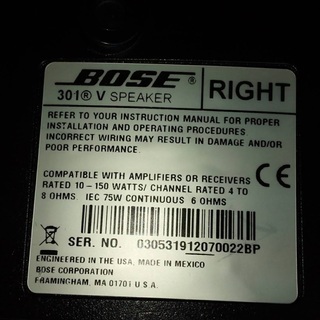 BOSE®
301® V SPEAKER
RIGHT
REFER TO YOUR INSTRUCTION MANUAL FOR PROPER
INSTALLATION AND OPERATING PROCEDURES
INCORRECT WIRING MAY RESULT IN DAMAGE AND/OR
POOR PERFORMANCE.
COMPATIBLE WITH AMPLIFIERS OR RECEIVERS
RATED 10 – 150 WATTS/ CHANNEL RATED 4 TO
8 OHMS. IEC 75W CONTINUOUS 6 OHMS
CE
SER. NO. 030531912070022BP
ENGINEERED IN THE USA, MADE IN MEXICO
BOSE CORPORATION
FRAMINGHAM, MA 01701 U.S.A.